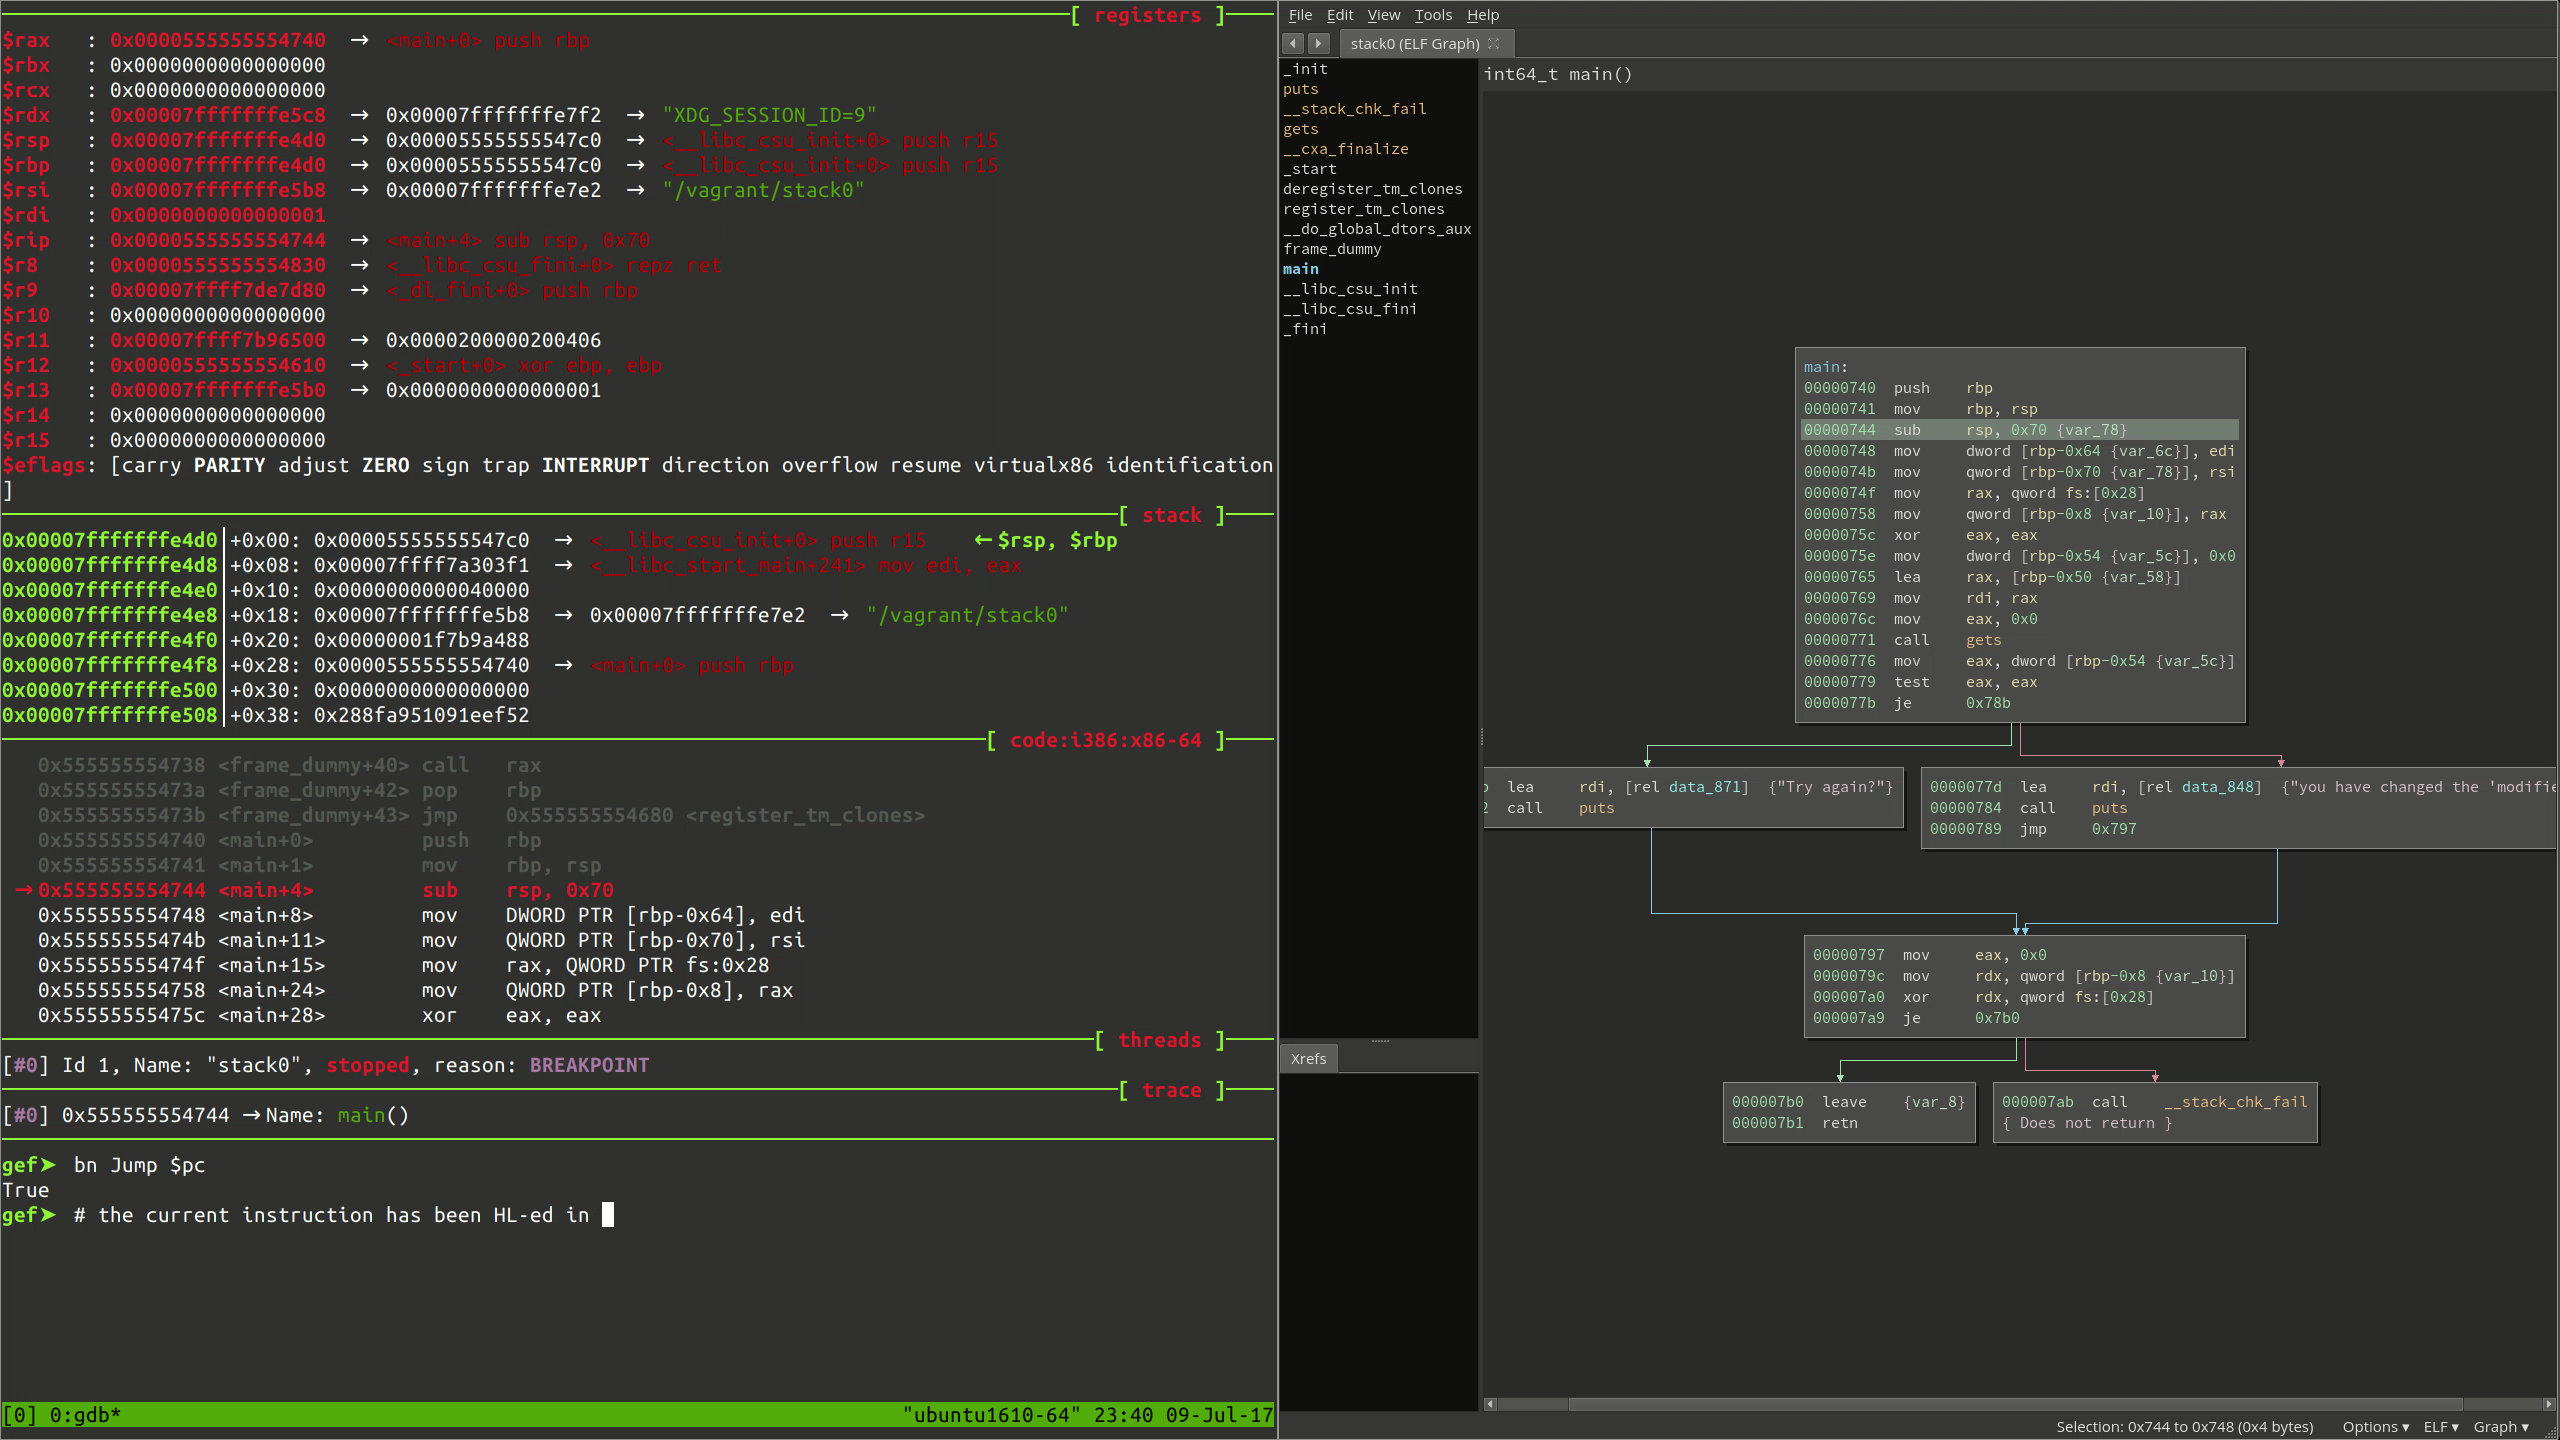 [ registers ]
$rax : 0x0000555555554740 → <main+0> push rbp
$rbx : 0x0000000000000000
$rcx : 0x0000000000000000
$rdx : 0x00007fffffffe5c8 → 0x00007fffffffe7f2 → "XDG_SESSION_ID=9"
$rsp : 0x00007fffffffe4d0 → 0x00005555555547c0 → <__libc_csu_init+0> push r15
$rbp : 0x00007fffffffe4d0 → 0x00005555555547c0 → <__libc_csu_init+0> push r15
$rsi : 0x00007fffffffe5b8 → 0x00007fffffffe7e2 → "/vagrant/stack0"
$rdi : 0x0000000000000001
$rip : 0x0000555555554744 → <main+4> sub rsp, 0x70
$r8 : 0x0000555555554830 → <__libc_csu_fini+0> repz ret
$r9 : 0x00007ffff7de7d80 → <_dl_fini+0> push rbp
$r10 : 0x0000000000000000
$r11 : 0x00007ffff7b96500 → 0x0000200000200406
$r12 : 0x0000555555554610 → <_start+0> xor ebp, ebp
$r13 : 0x00007fffffffe5b0 → 0x0000000000000001
$r14 : 0x0000000000000000
$r15 : 0x0000000000000000
$eflags: [carry PARITY adjust ZERO sign trap INTERRUPT direction overflow resume virtualx86 identification
]
[ stack ]
0x00007fffffffe4d0|+0x00: 0x00005555555547c0 → <__libc_csu_init+0> push r15 ←$rsp, $rbp
0x00007fffffffe4d8|+0x08: 0x00007ffff7a303f1 → <__libc_start_main+241> mov edi, eax
0x00007fffffffe4e0|+0x10: 0x0000000000040000
0x00007fffffffe4e8|+0x18: 0x00007fffffffe5b8 → 0x00007fffffffe7e2 → "/vagrant/stack0"
0x00007fffffffe4f0|+0x20: 0x00000001f7b9a488
0x00007fffffffe4f8|+0x28: 0x0000555555554740 → <main+0> push rbp
0x00007fffffffe500|+0x30: 0x0000000000000000
0x00007fffffffe508|+0x38: 0x288fa951091eef52
[ code:i386:x86-64 ]
0x555555554738 <frame_dummy+40> call rax
0x55555555473a <frame_dummy+42> pop rbp
0x55555555473b <frame_dummy+43> jmp 0x555555554680 <register_tm_clones>
0x555555554740 <main+0> push rbp
0x555555554741 <main+1> mov rbp, rsp
→0x555555554744 <main+4> sub rsp, 0x70
0x555555554748 <main+8> mov DWORD PTR [rbp-0x64], edi
0x55555555474b <main+11> mov QWORD PTR [rbp-0x70], rsi
0x55555555474f <main+15> mov rax, QWORD PTR fs:0x28
0x555555554758 <main+24> mov QWORD PTR [rbp-0x8], rax
0x55555555475c <main+28> xor eax, eax
[ threads ]
[#0] Id 1, Name: "stack0", stopped, reason: BREAKPOINT
[ trace ]
[#0] 0x555555554744 →Name: main()
gef➤ bn Jump $pc
True
gef➤ # the current instruction has been HL-ed in
[0] 0:gdb* "ubuntu1610-64" 23:40 09-Jul-17
File Edit View Tools Help
stack0 (ELF Graph)
_init
puts
__stack_chk_fail
gets
__cxa_finalize
_start
deregister_tm_clones
register_tm_clones
__do_global_dtors_aux
frame_dummy
main
__libc_csu_init
__libc_csu_fini
_fini
Xrefs
int64_t main()
main:
00000740 push rbp
00000741 mov rbp, rsp
00000744 sub rsp, 0x70 {var_78}
00000748 mov dword [rbp-0x64 {var_6c}], edi
0000074b mov qword [rbp-0x70 {var_78}], rsi
0000074f mov rax, qword fs:[0x28]
00000758 mov qword [rbp-0x8 {var_10}], rax
0000075c xor eax, eax
0000075e mov dword [rbp-0x54 {var_5c}], 0x0
00000765 lea rax, [rbp-0x50 {var_58}]
00000769 mov rdi, rax
0000076c mov eax, 0x0
00000771 call gets
00000776 mov eax, dword [rbp-0x54 {var_5c}]
00000779 test eax, eax
0000077b je 0x78b
lea rdi, [rel data_871] {"Try again?"}
2 call puts
0000077d lea rdi, [rel data_848] {"you have changed the 'modifie
00000784 call puts
00000789 jmp 0x797
00000797 mov eax, 0x0
0000079c mov rdx, qword [rbp-0x8 {var_10}]
000007a0 xor rdx, qword fs:[0x28]
000007a9 je 0x7b0
000007b0 leave {var_8}
000007b1 retn
000007ab call __stack_chk_fail
{ Does not return }
Selection: 0x744 to 0x748 (0x4 bytes) Options ▾ ELF ▾ Graph ▾